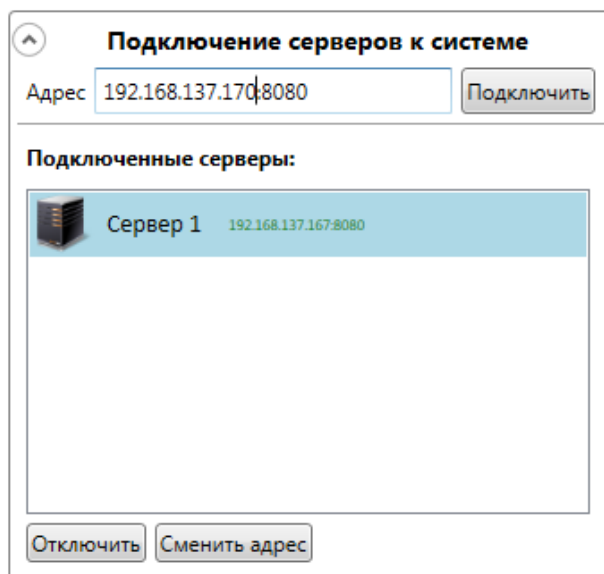 Подключение серверов к системе
Адрес 192.168.137.170:8080 Подключить
Подключенные серверы:
Сервер 1 192.168.137.167:8080
Отключить Сменить адрес